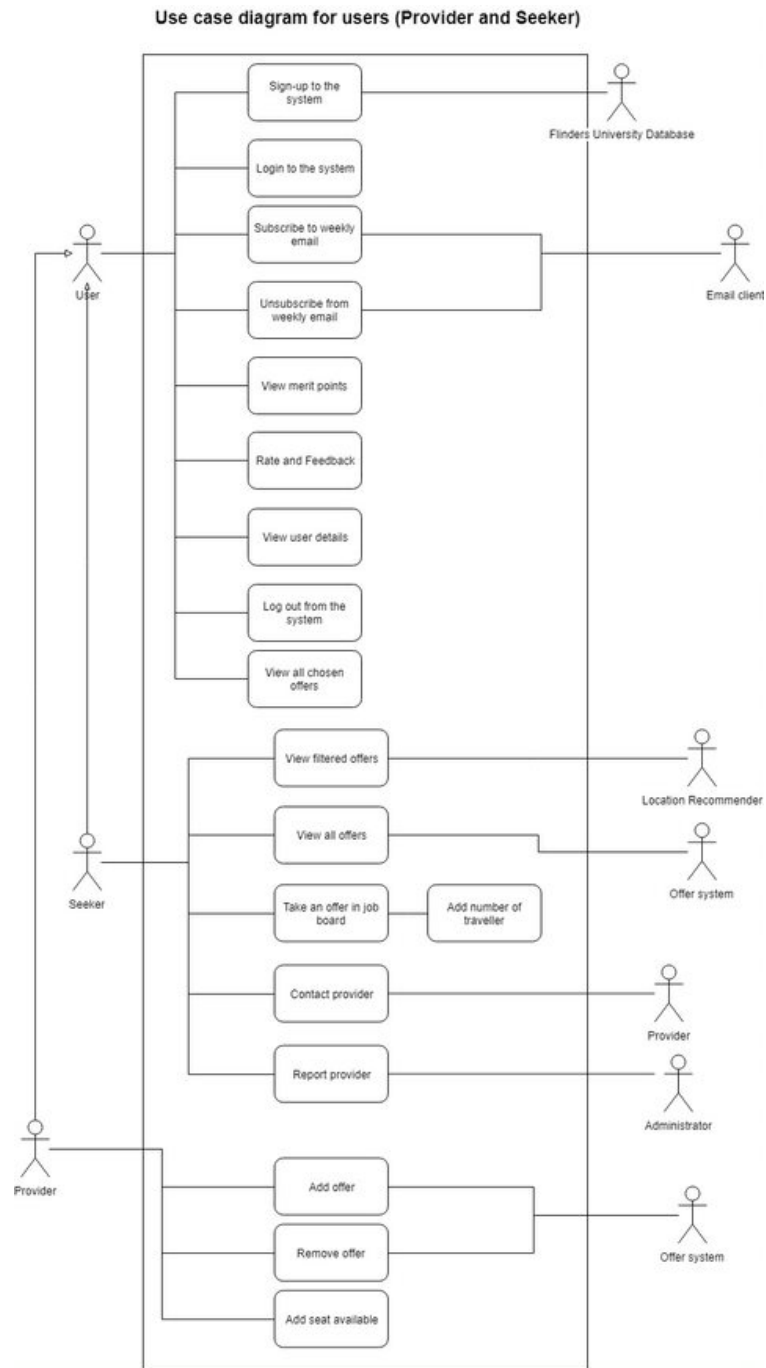 Use case diagram for users (Provider and Seeker)
Sign-up to the
system
Flinders University Database
Login to the system
Subscribe to weekly
email
User
Email client
Unsubscribe from
weekly email
View merit points
Rate and Feedback
View user details
Log out from the
system
View all chosen
offers
View filtered offers
Location Recommender
View all offers
Offer system
Seeker
Take an offer in job
board
Add number of
traveller
Contact provider
Provider
Report provider
Administrator
Provider
Add offer
Offer system
Remove offer
Add seat available